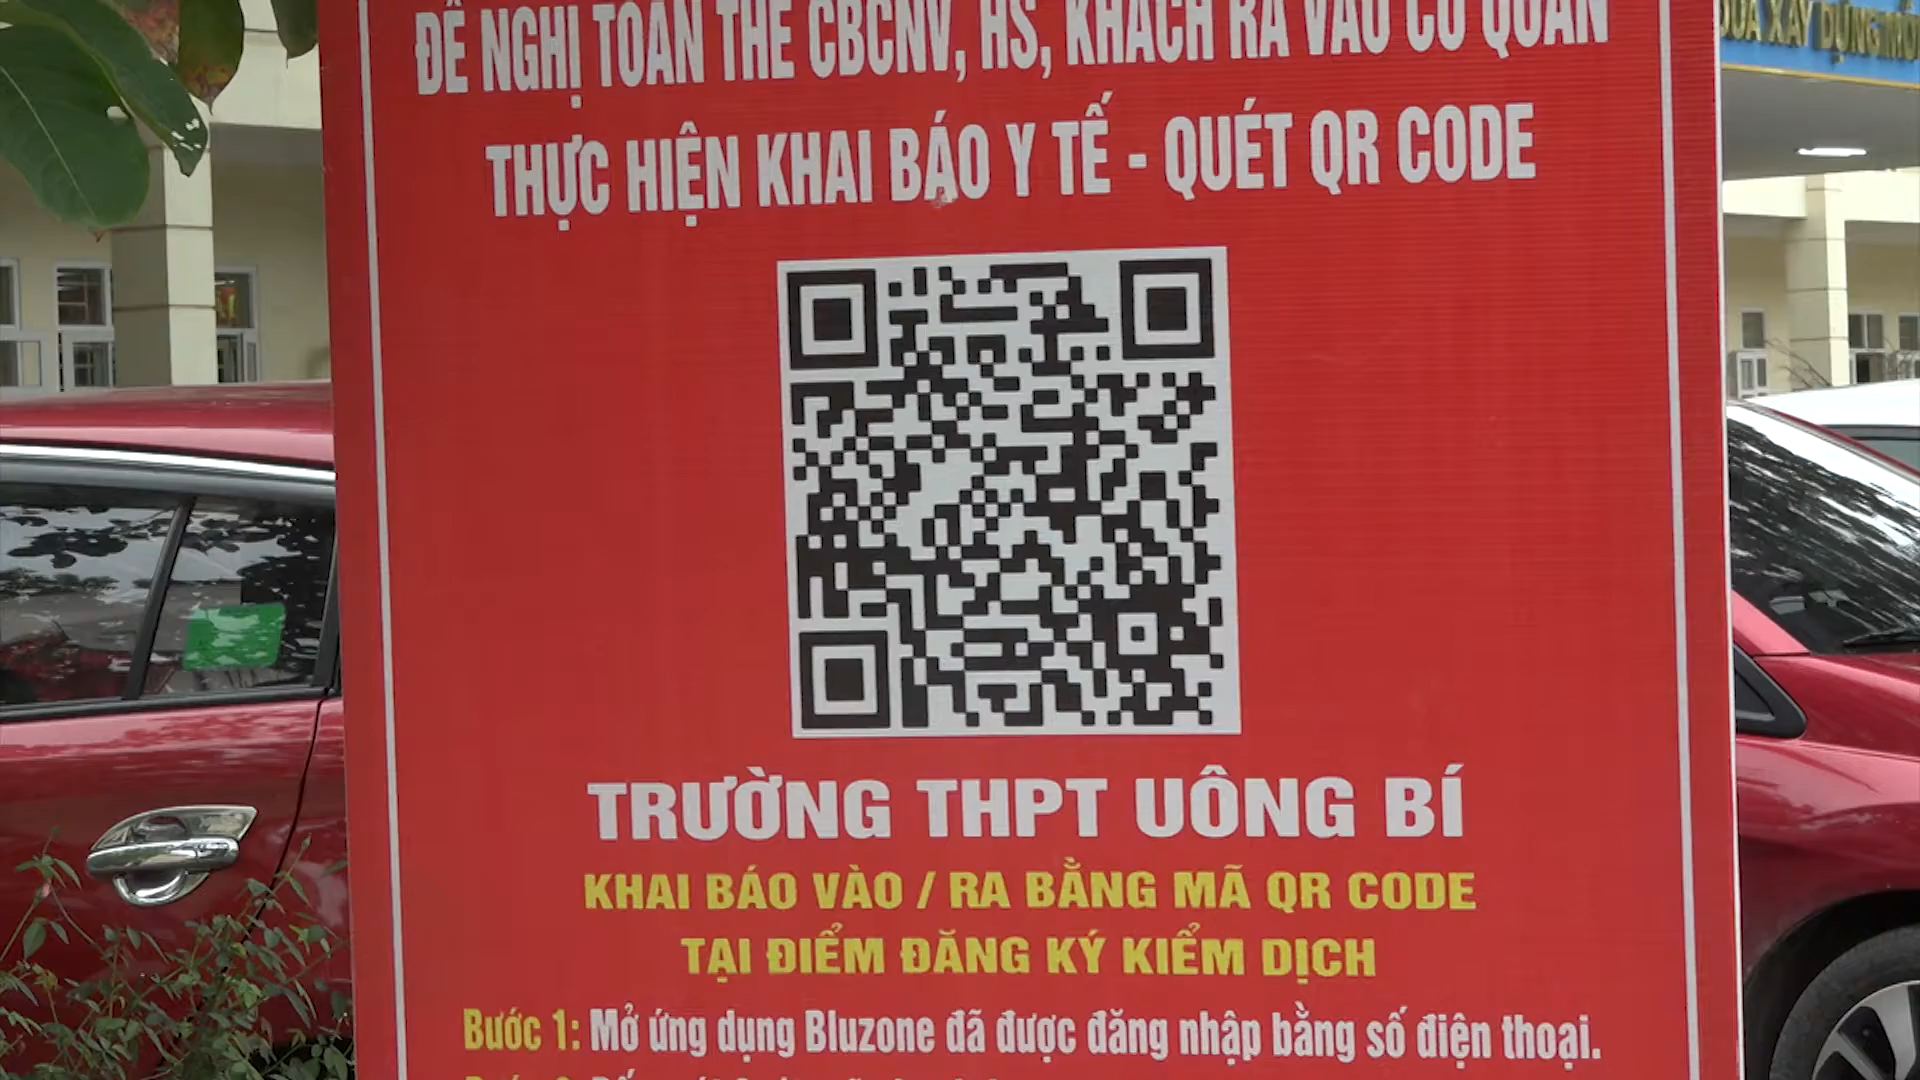 ĐỀ NGHỊ TOÀN THỂ CBCNV, HS, KHÁCH RA VÀO CƠ QUAN
THỰC HIỆN KHAI BÁO Y TẾ - QUÉT QR CODE
TRƯỜNG THPT UÔNG BÍ
KHAI BÁO VÀO / RA BẰNG MÃ QR CODE
TẠI ĐIỂM ĐĂNG KÝ KIỂM DỊCH
Bước 1: Mở ứng dụng Bluzone đã được đăng nhập bằng số điện thoại.
XÂY DỰNG